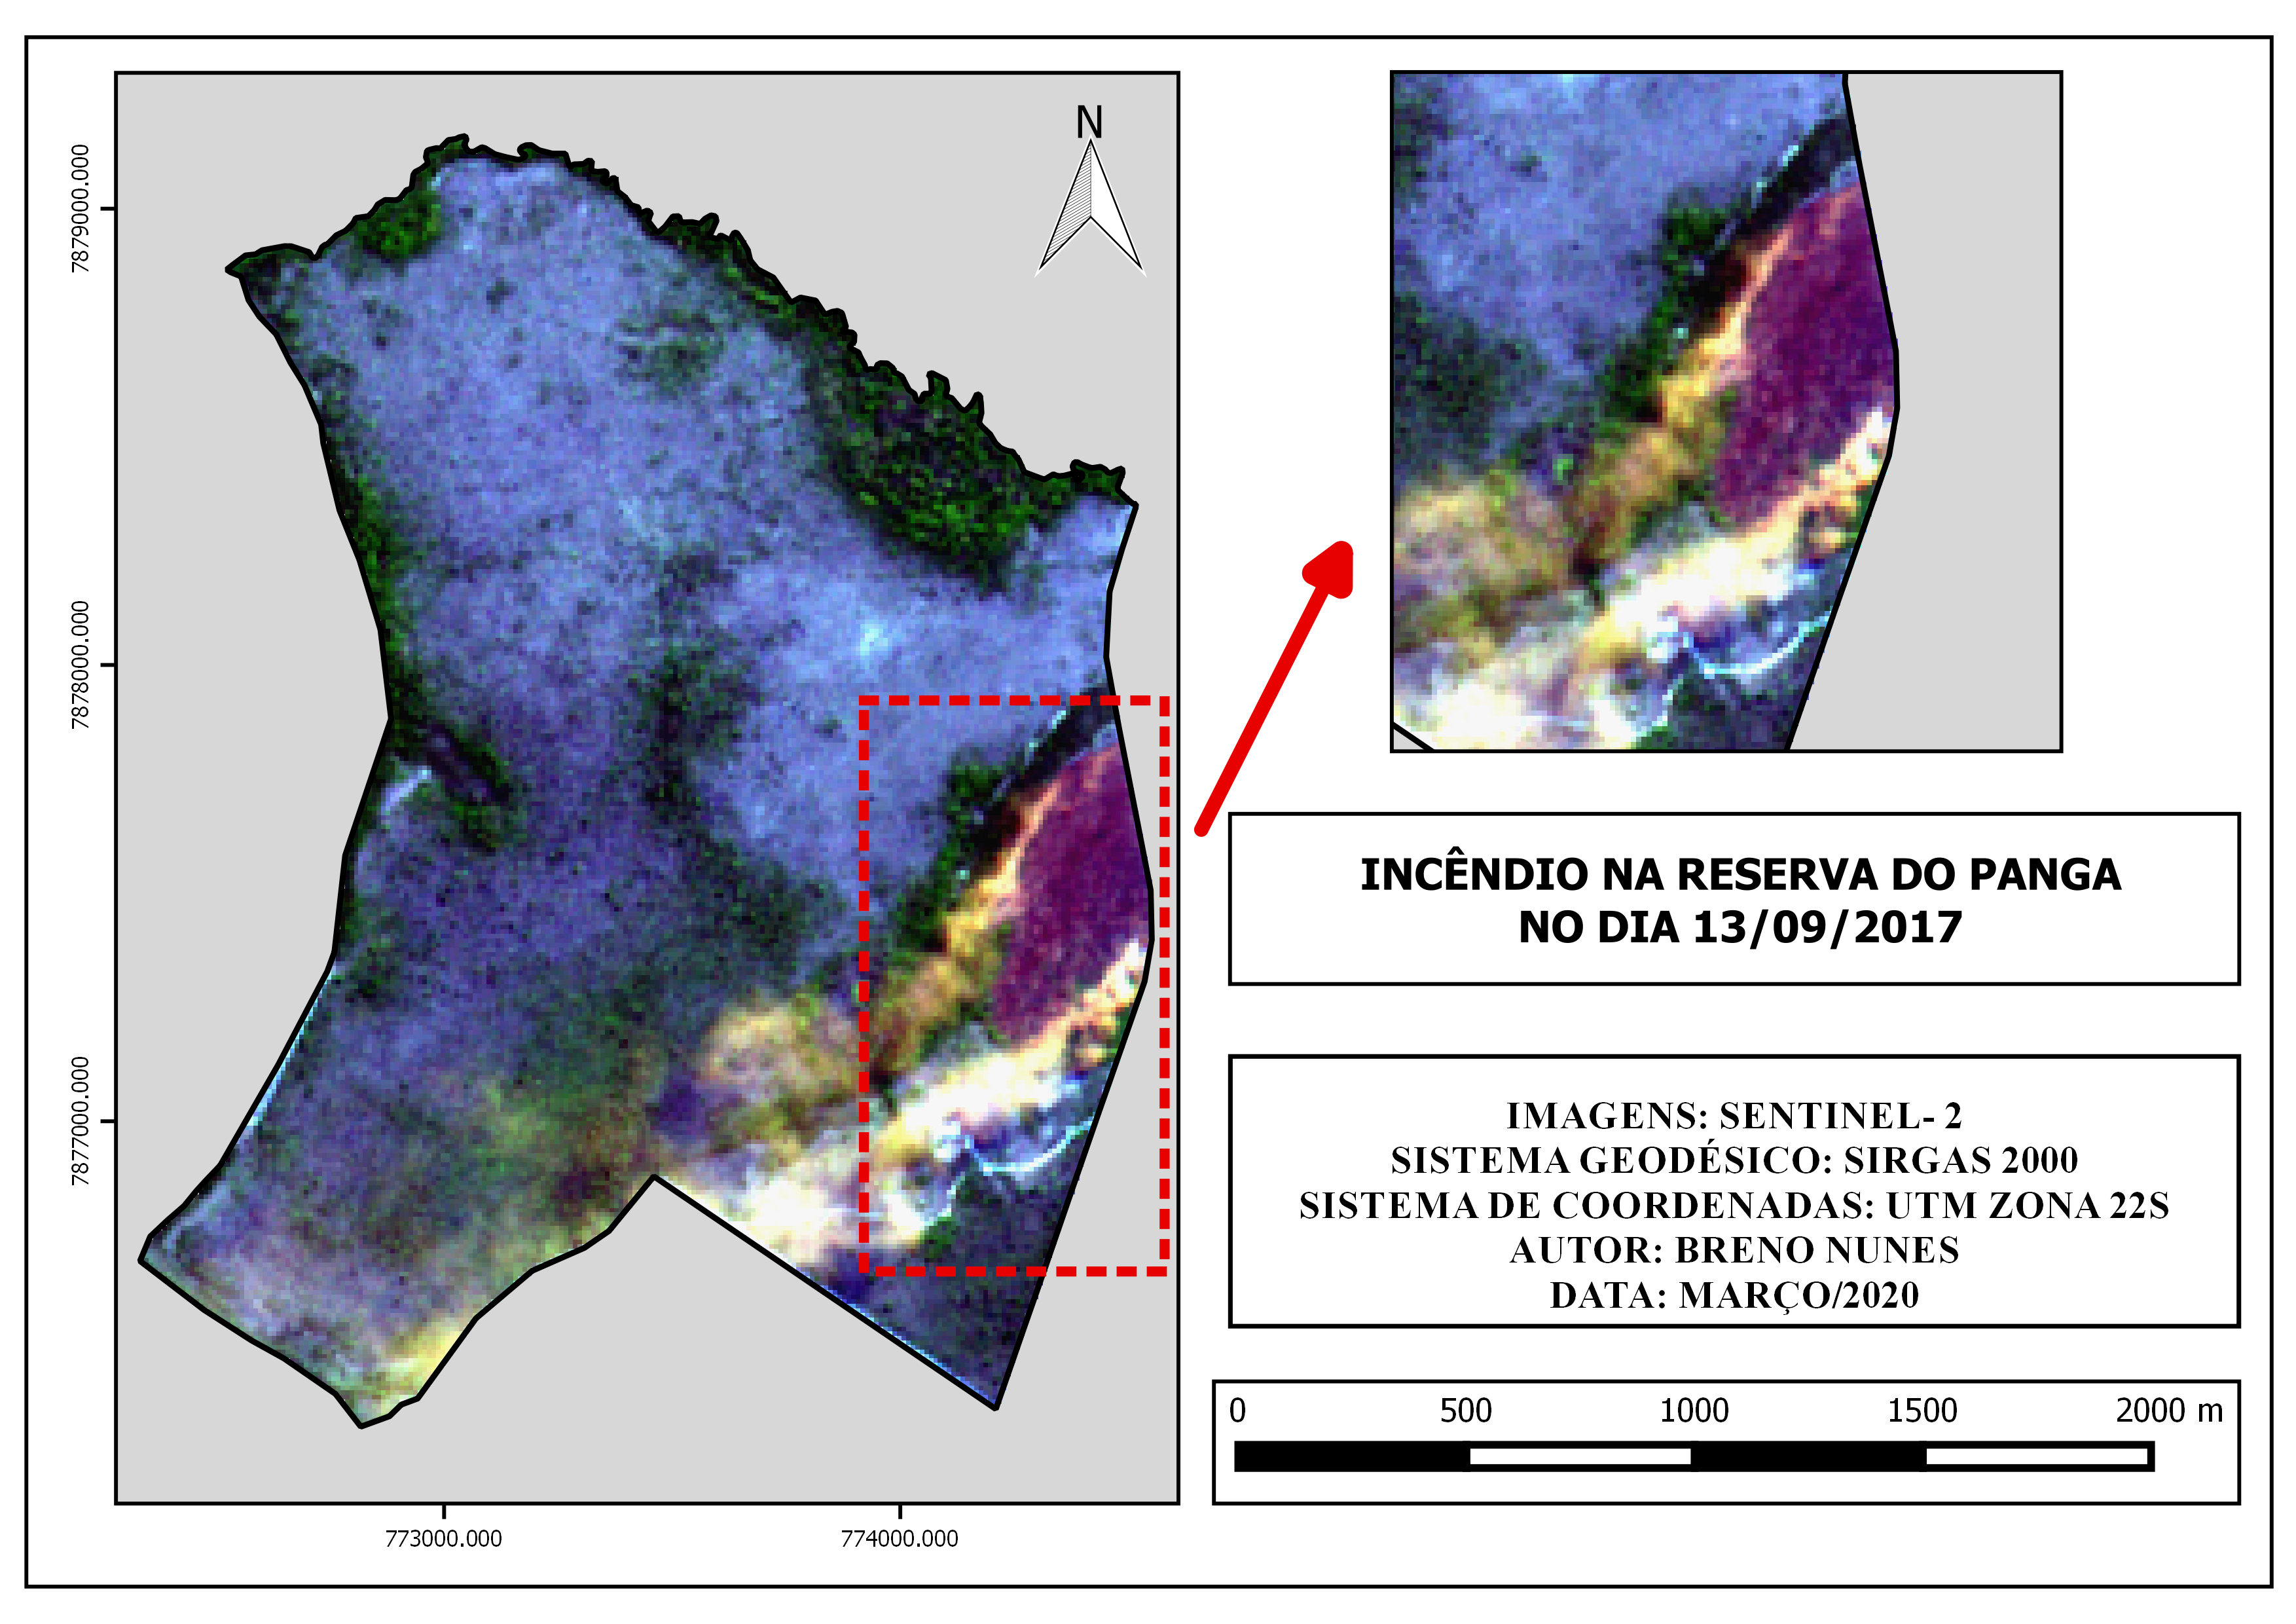 N
7879000.000
7878000.000
7877000.000
773000.000
774000.000
INCÊNDIO NA RESERVA DO PANGA
NO DIA 13/09/2017
IMAGENS: SENTINEL- 2
SISTEMA GEODÉSICO: SIRGAS 2000
SISTEMA DE COORDENADAS: UTM ZONA 22S
AUTOR: BRENO NUNES
DATA: MARÇO/2020
0 500 1000 1500 2000 m